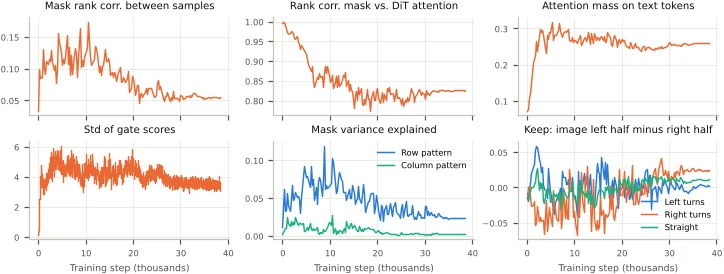 Mask rank corr. between samples
0.15
0.10
0.05
Rank corr. mask vs. DiT attention
1.00
0.95
0.90
0.85
0.80
Attention mass on text tokens
0.3
0.2
0.1
Std of gate scores
6
4
2
0
0 10 20 30 40
Training step (thousands)
Mask variance explained
Row pattern
Column pattern
0.10
0.05
0.00
0 10 20 30 40
Training step (thousands)
Keep: image left half minus right half
0.05
0.00
−0.05
Left turns
Right turns
Straight
0 10 20 30 40
Training step (thousands)